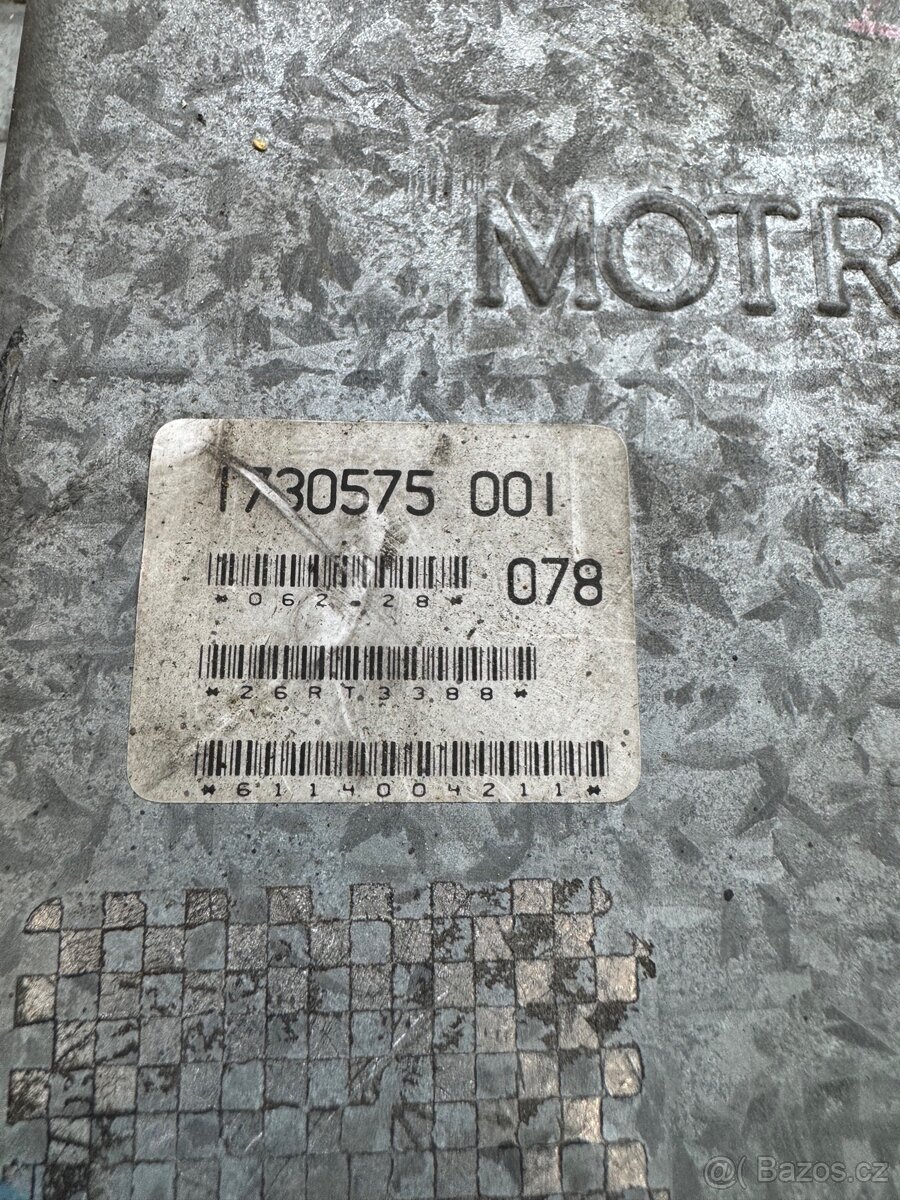 MOTR
1730575 001
*062-28* 078
*26RT3388*
*6114004211*
@( Bazos.cz